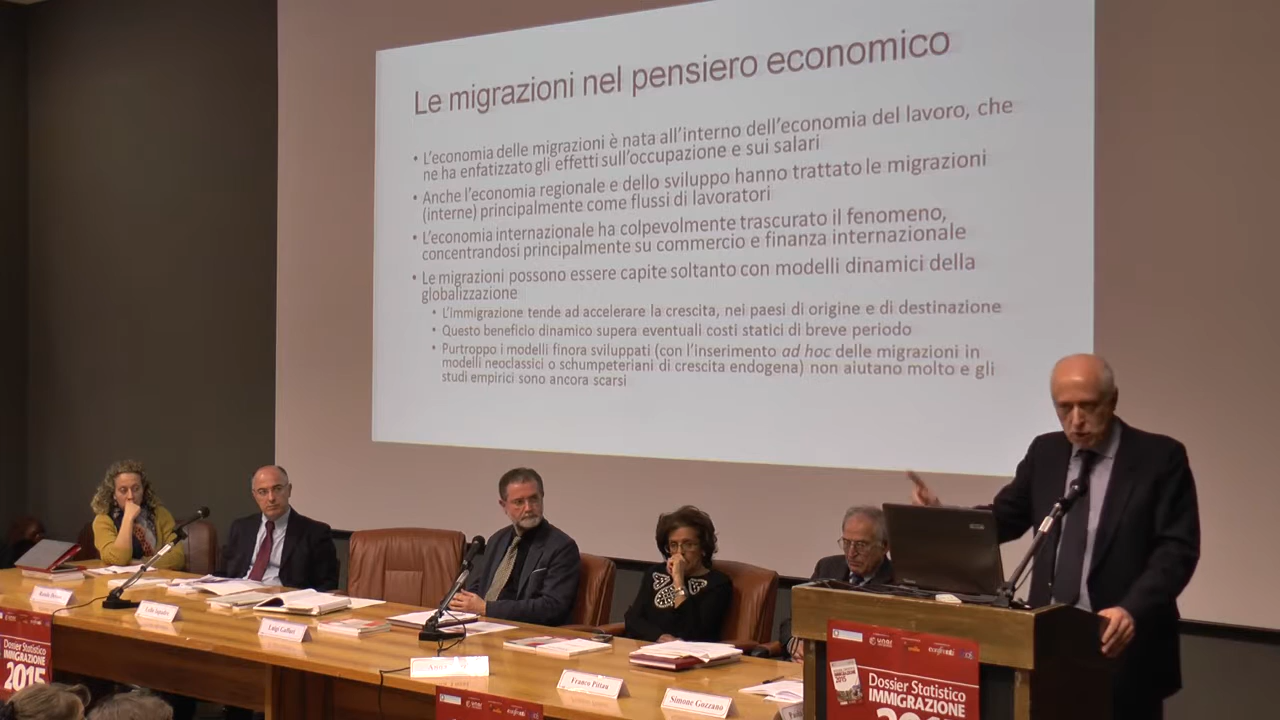 Le migrazioni nel pensiero economico
• L’economia delle migrazioni è nata all’interno dell’economia del lavoro, che
ne ha enfatizzato gli effetti sull’occupazione e sui salari
• Anche l’economia regionale e dello sviluppo hanno trattato le migrazioni
(interne) principalmente come flussi di lavoratori
• L’economia internazionale ha colpevolmente trascurato il fenomeno,
concentrandosi principalmente su commercio e finanza internazionale
• Le migrazioni possono essere capite soltanto con modelli dinamici della
globalizzazione
• L’Immigrazione tende ad accelerare la crescita, nei paesi di origine e di destinazione
• Questo beneficio dinamico supera eventuali costi statici di breve periodo
• Purtroppo i modelli finora sviluppati (con l’inserimento ad hoc delle migrazioni in
modelli neoclassici o schumpeteriani di crescita endogena) non aiutano molto e gli
studi empirici sono ancora scarsi
Dossier Statistico
IMMIGRAZIONE
2015
Franco Pittau
Simone Gozzano
unar
confronti
Dossier Statistico
IMMIGRAZIONE